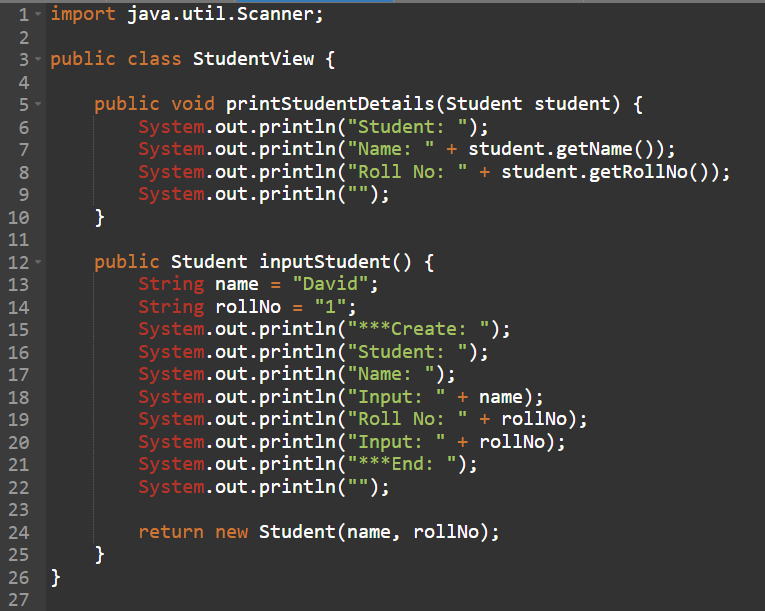 1 import java.util.Scanner;
2
3 public class StudentView {
4
5     public void printStudentDetails(Student student) {
6         System.out.println("Student: ");
7         System.out.println("Name: " + student.getName());
8         System.out.println("Roll No: " + student.getRollNo());
9         System.out.println("");
10     }
11
12     public Student inputStudent() {
13         String name = "David";
14         String rollNo = "1";
15         System.out.println("***Create: ");
16         System.out.println("Student: ");
17         System.out.println("Name: ");
18         System.out.println("Input: " + name);
19         System.out.println("Roll No: " + rollNo);
20         System.out.println("Input: " + rollNo);
21         System.out.println("***End: ");
22         System.out.println("");
23
24         return new Student(name, rollNo);
25     }
26 }
27